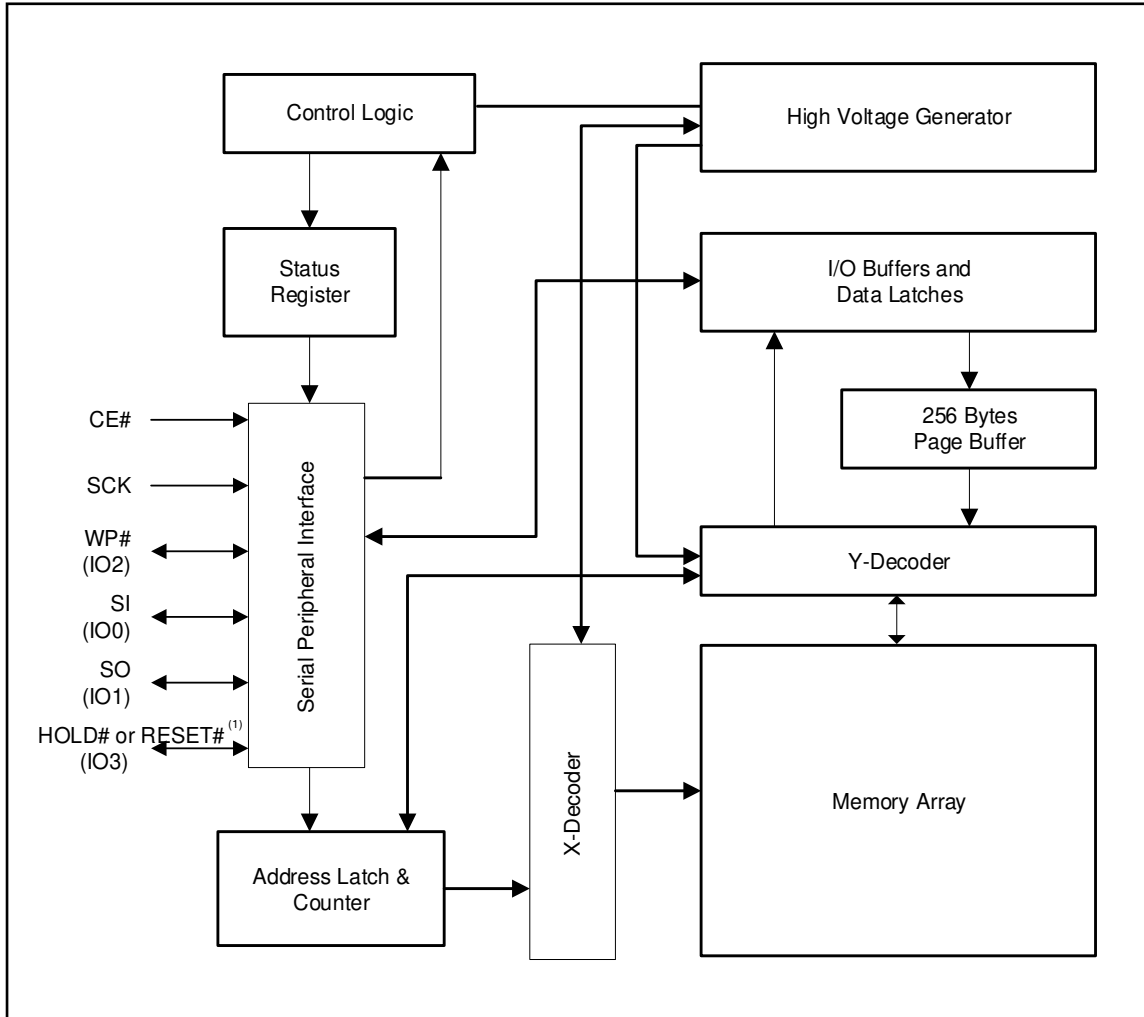 Control Logic
High Voltage Generator
Status
Register
I/O Buffers and
Data Latches
256 Bytes
Page Buffer
CE#
SCK
WP#
(IO2)
SI
(IO0)
SO
(IO1)
HOLD# or RESET# (1)
(IO3)
Serial Peripheral Interface
Y-Decoder
X-Decoder
Memory Array
Address Latch &
Counter